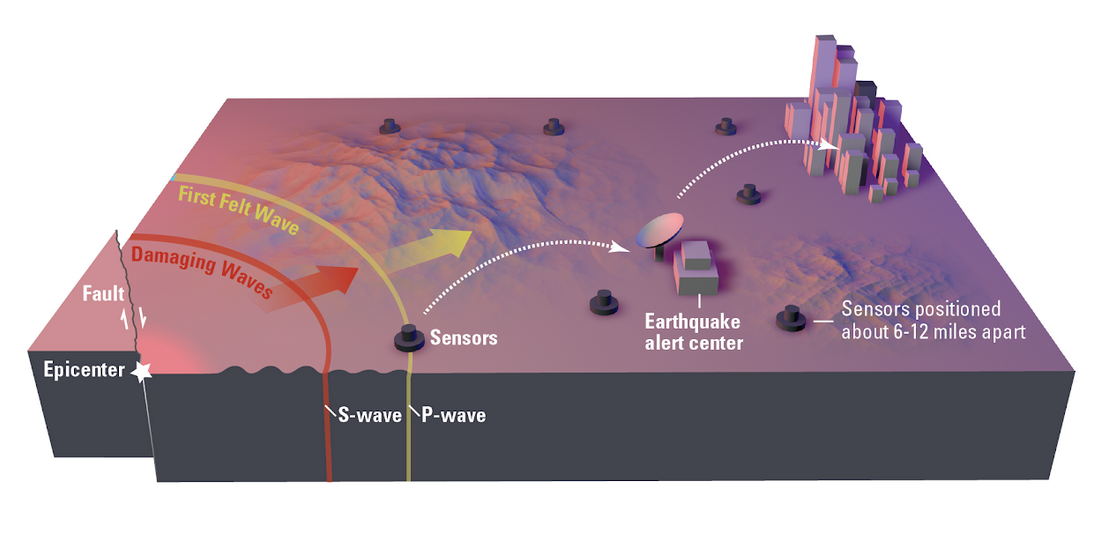 First Felt Wave
Damaging Waves
Fault
Epicenter
Sensors
S-wave
P-wave
Earthquake
alert center
Sensors positioned
about 6-12 miles apart